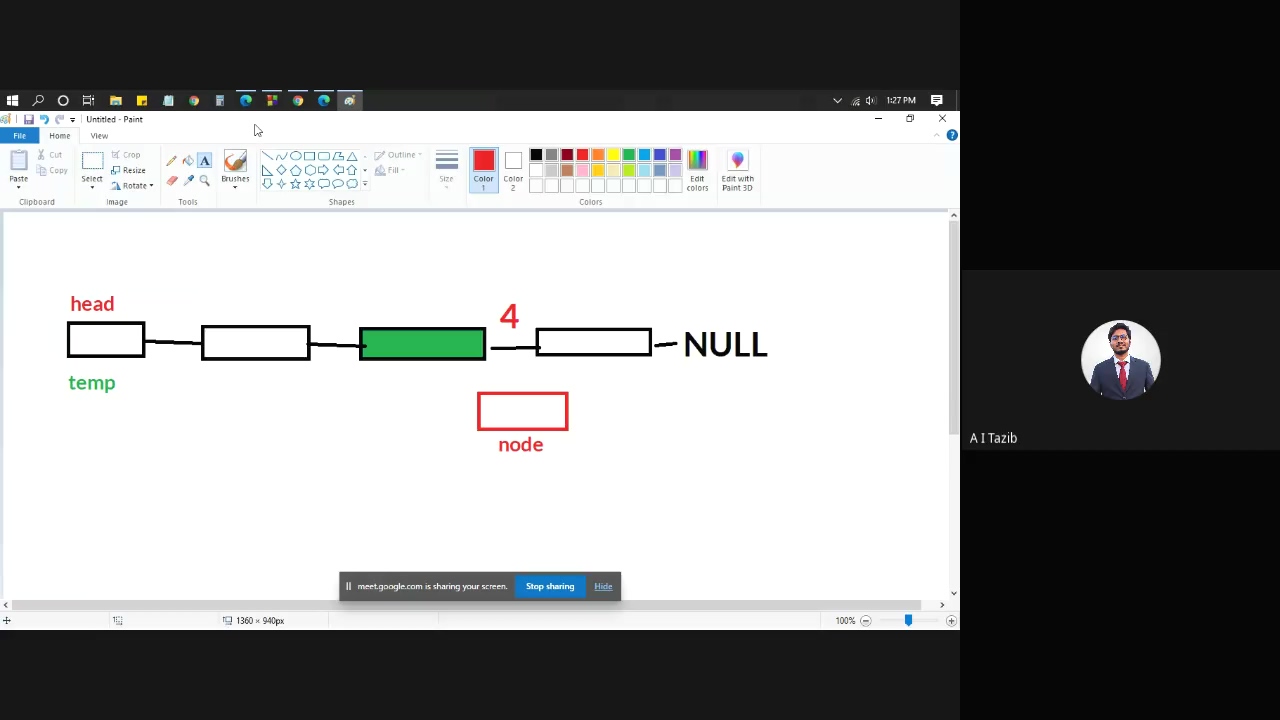 1:27 PM
Untitled - Paint
File Home View
Paste
Cut
Copy
Clipboard
Select
Crop
Resize
Rotate
Image
A
Tools
Brushes
Shapes
Outline
Fill
Size
Color 1
Color 2
Edit colors
Colors
Edit with Paint 3D
head
4
NULL
temp
node
A I Tazib
meet.google.com is sharing your screen. Stop sharing Hide
1360 × 940px
100%